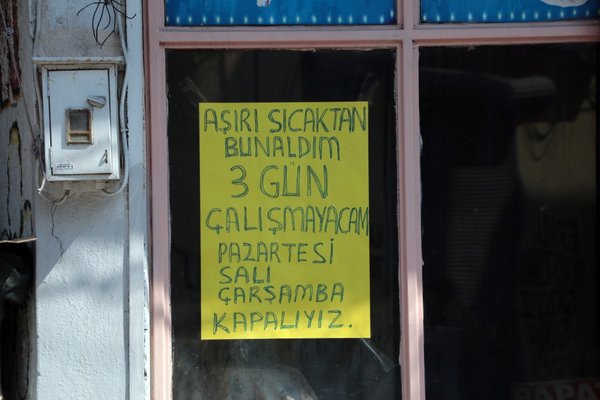 AŞIRI SICAKTAN
BUNALDIM
3 GÜN
ÇALIŞMAYACAM
PAZARTESİ
SALI
ÇARŞAMBA
KAPALIYIZ.